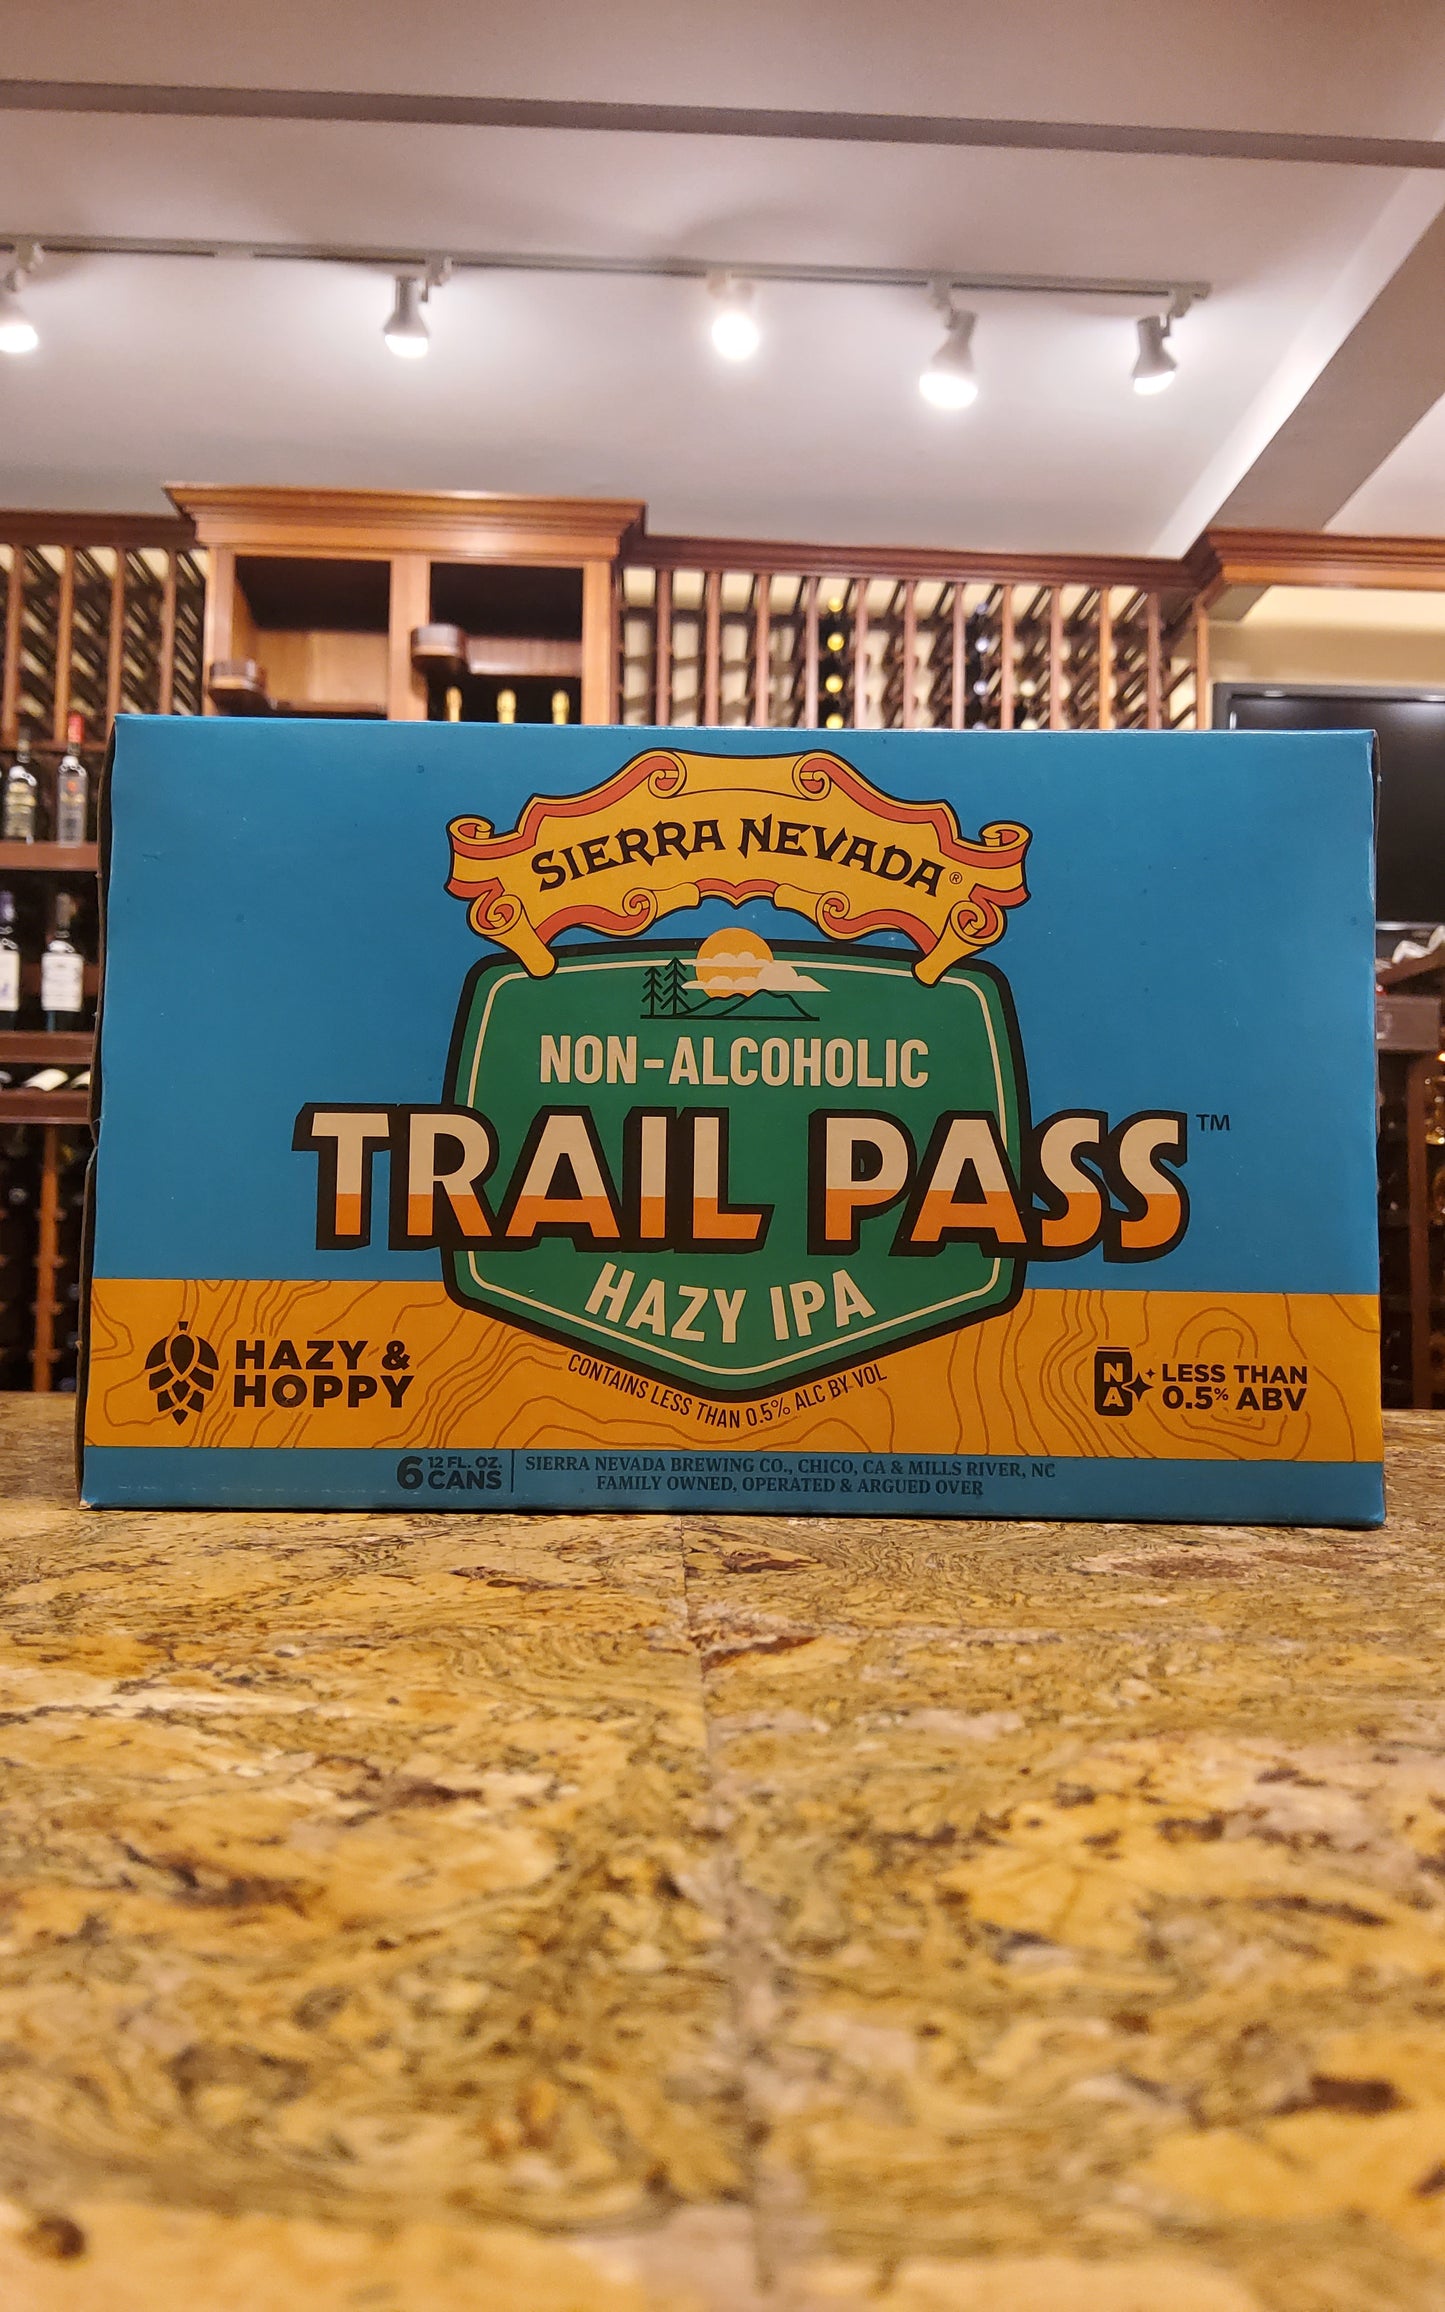 SIERRA NEVADA®
NON-ALCOHOLIC
TRAIL PASS™
HAZY IPA
CONTAINS LESS THAN 0.5% ALC BY VOL
HAZY &
HOPPY
NA
LESS THAN
0.5% ABV
6 12 FL. OZ.
CANS
SIERRA NEVADA BREWING CO., CHICO, CA & MILLS RIVER, NC
FAMILY OWNED, OPERATED & ARGUED OVER